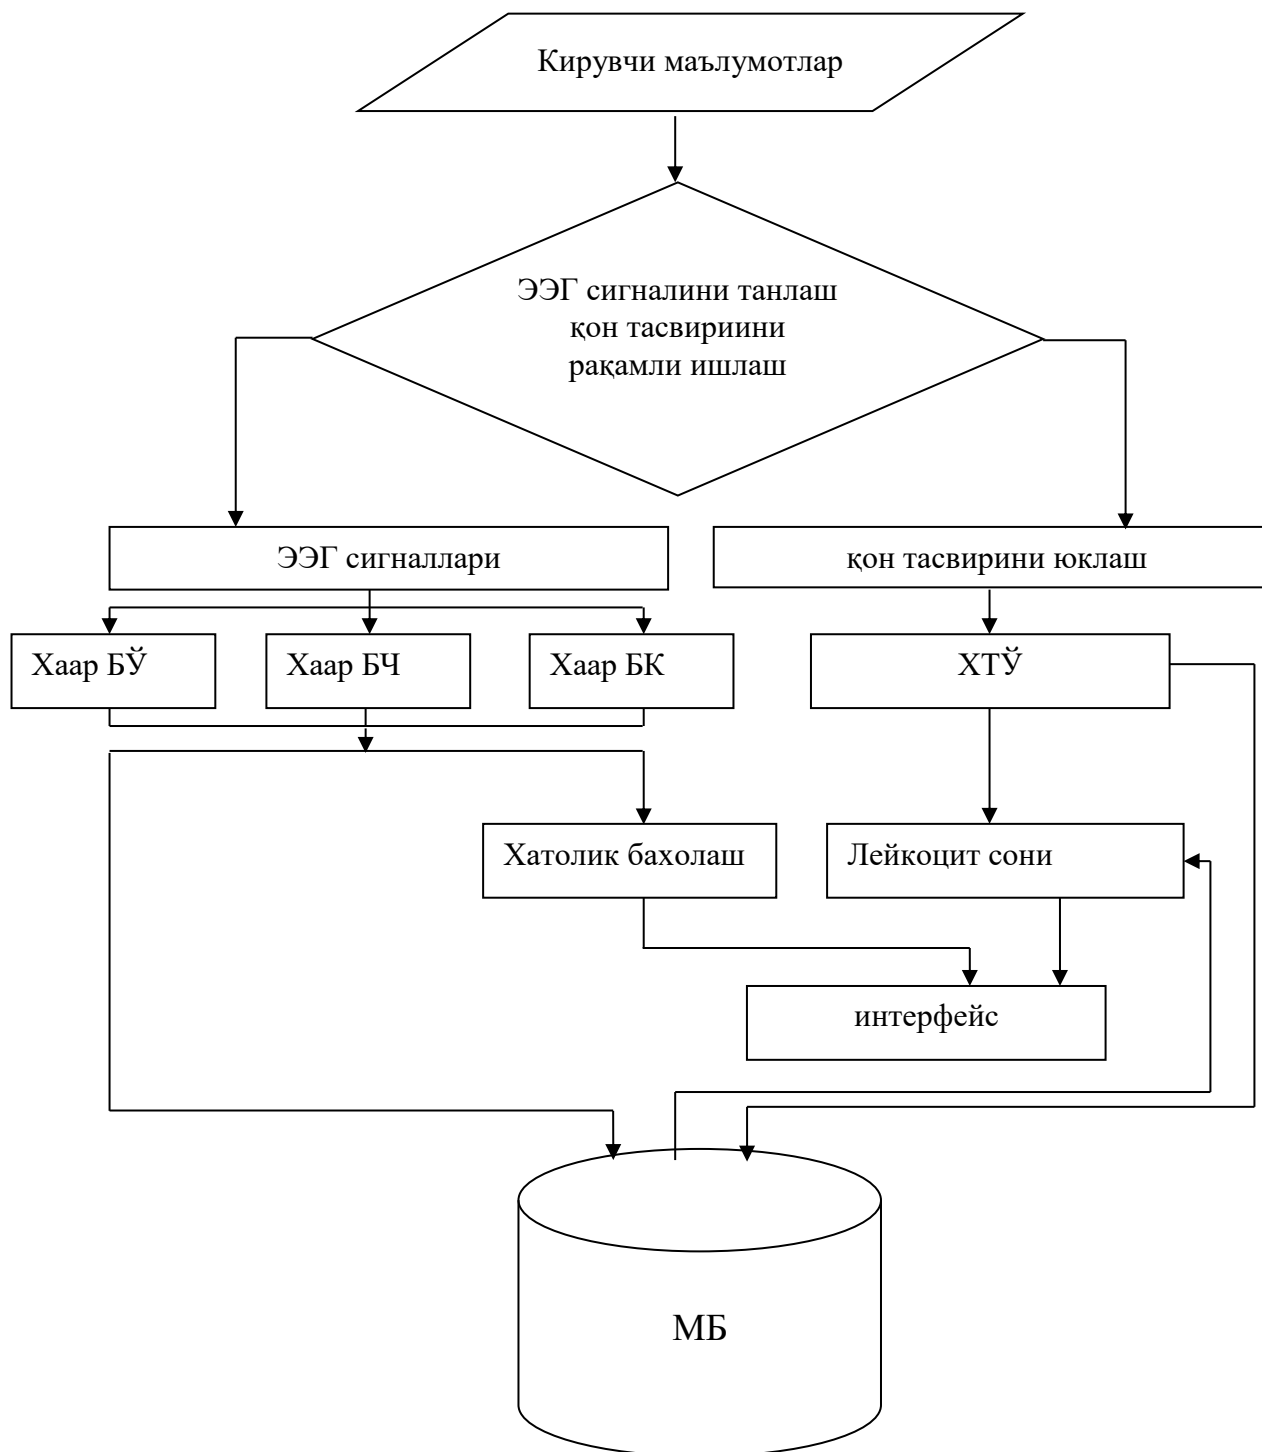 Кирувчи маълумотлар
ЭЭГ сигналини танлаш
қон тасвириини
рақамли ишлаш
ЭЭГ сигналлари
қон тасвирини юклаш
Хаар БЎ
Хаар БЧ
Хаар БК
ХТЎ
Хатолик бахолаш
Лейкоцит сони
интерфейс
МБ